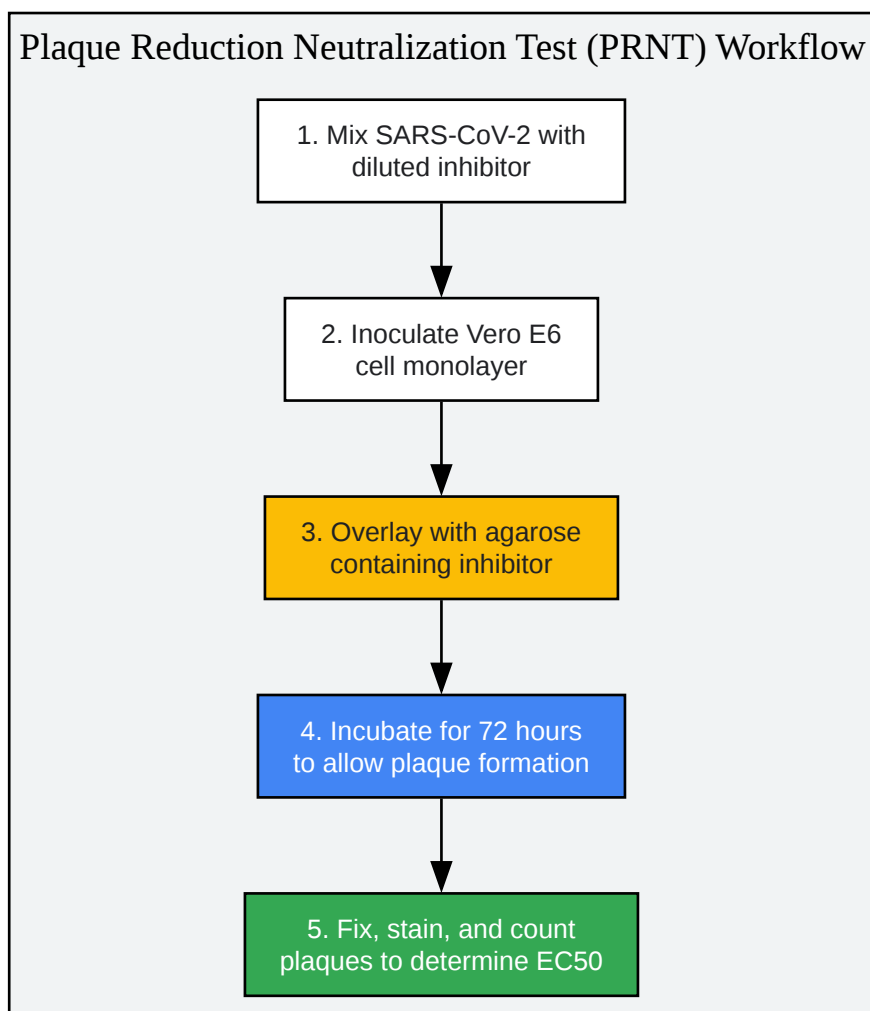 Plaque Reduction Neutralization Test (PRNT) Workflow
1. Mix SARS-CoV-2 with
diluted inhibitor
2. Inoculate Vero E6
cell monolayer
3. Overlay with agarose
containing inhibitor
4. Incubate for 72 hours
to allow plaque formation
5. Fix, stain, and count
plaques to determine EC50